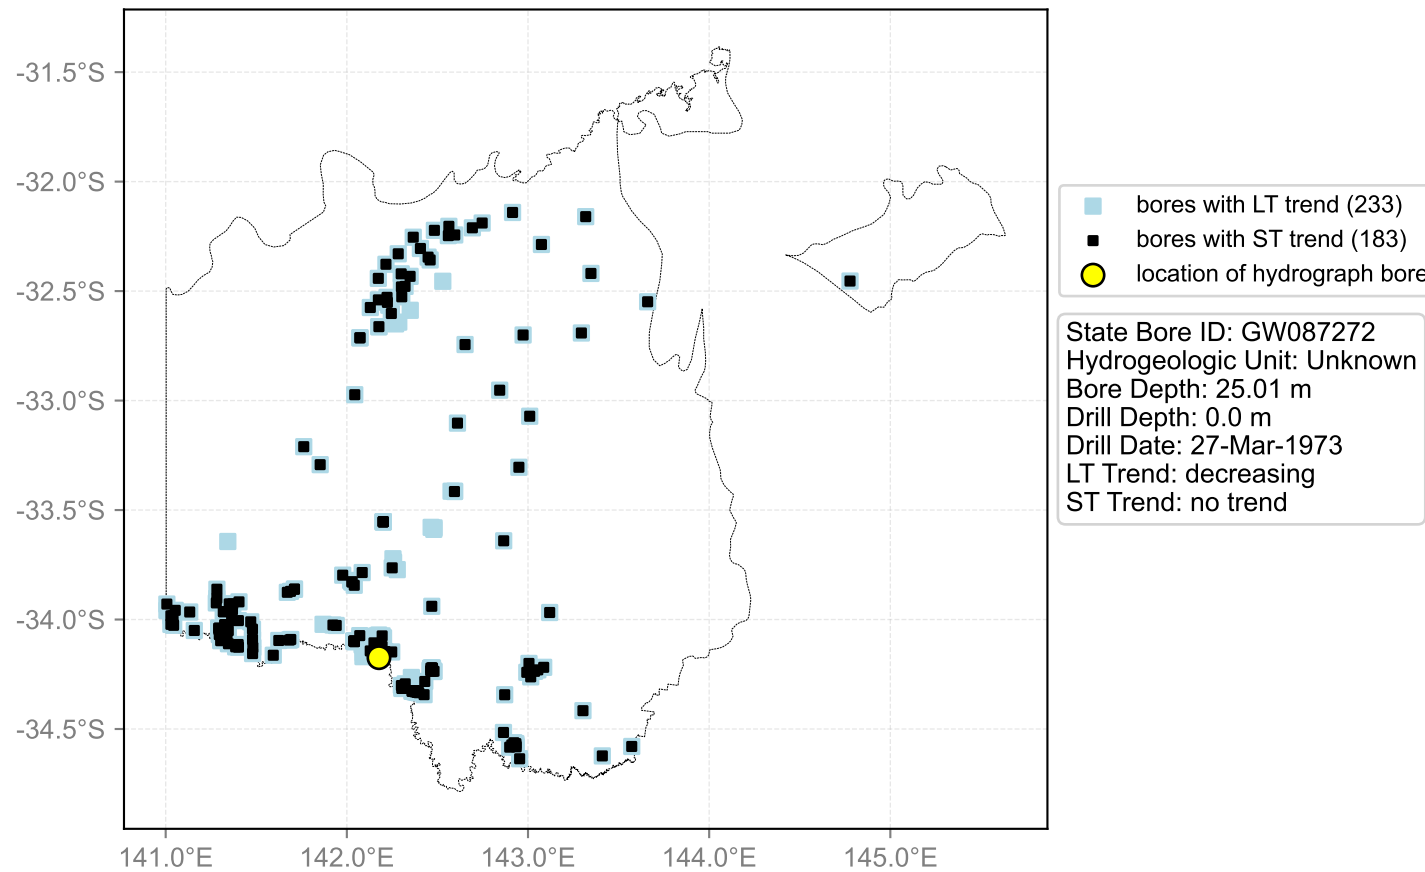 -31.5°S
-32.0°S
-32.5°S
-33.0°S
-33.5°S
-34.0°S
-34.5°S
141.0°E
142.0°E
143.0°E
144.0°E
145.0°E
bores with LT trend (233)
bores with ST trend (183)
location of hydrograph bore
State Bore ID: GW087272
Hydrogeologic Unit: Unknown
Bore Depth: 25.01 m
Drill Depth: 0.0 m
Drill Date: 27-Mar-1973
LT Trend: decreasing
ST Trend: no trend